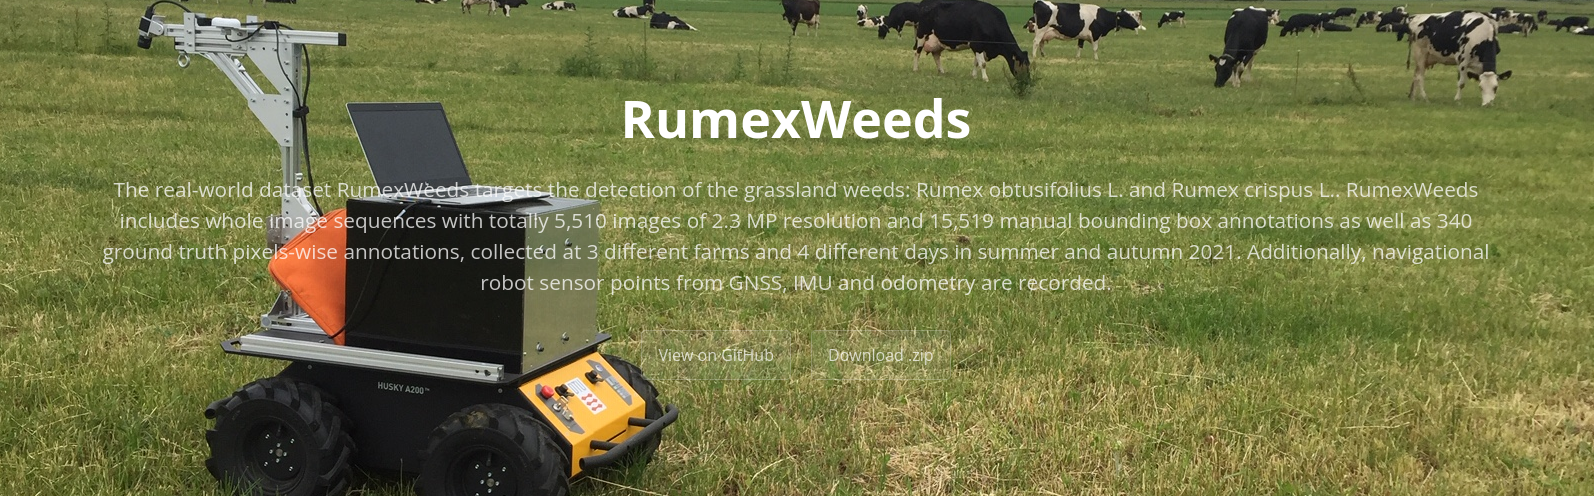 RumexWeeds
The real-world dataset RumexWeeds targets the detection of the grassland weeds: Rumex obtusifolius L. and Rumex crispus L.. RumexWeeds
includes whole image sequences with totally 5,510 images of 2.3 MP resolution and 15,519 manual bounding box annotations as well as 340
ground truth pixels-wise annotations, collected at 3 different farms and 4 different days in summer and autumn 2021. Additionally, navigational
robot sensor points from GNSS, IMU and odometry are recorded.
View on GitHub
Download .zip
HUSKY A200™